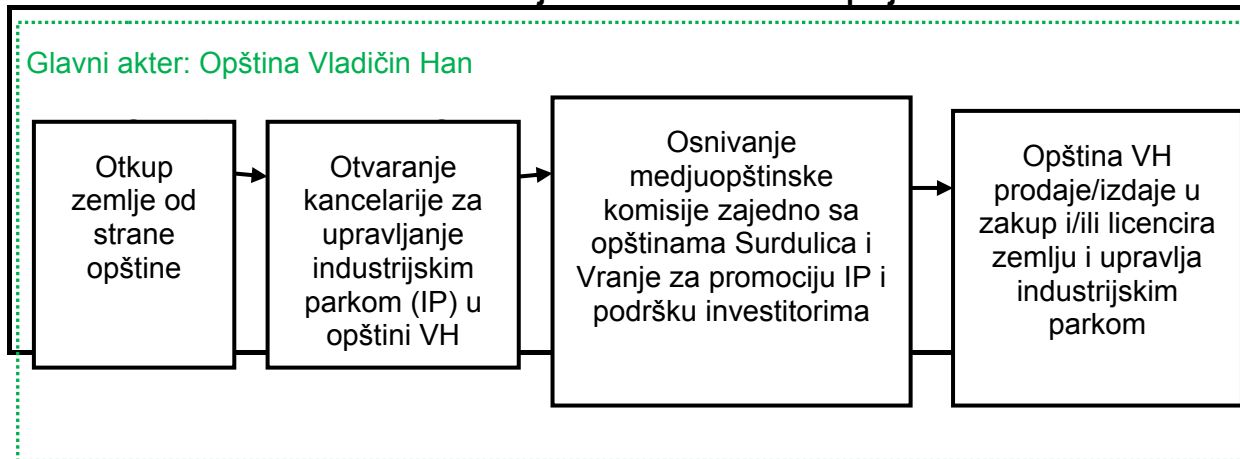 Glavni akter: Opština Vladičin Han
Otkup
zemlje od
strane
opštine
Otvaranje
kancelarije za
upravljanje
industrijskim
parkom (IP) u
opštini VH
Osnivanje
medjuopštinske
komisije zajedno sa
opštinama Surdulica i
Vranje za promociju IP i
podršku investitorima
Opština VH
prodaje/izdaje u
zakup i/ili licencira
zemlju i upravlja
industrijskim
parkom